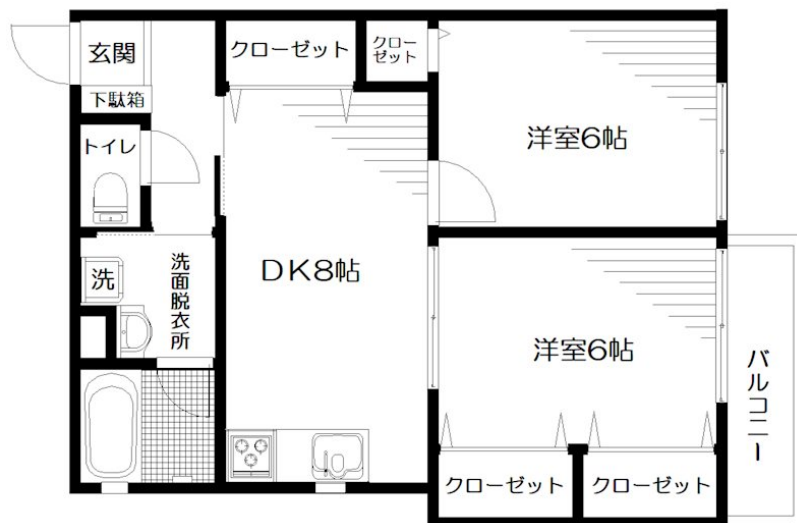 玄関
下駄箱
トイレ
洗
洗面脱衣所
クローゼット
クロー
ゼット
DK8帖
洋室6帖
洋室6帖
クローゼット
クローゼット
バルコニー